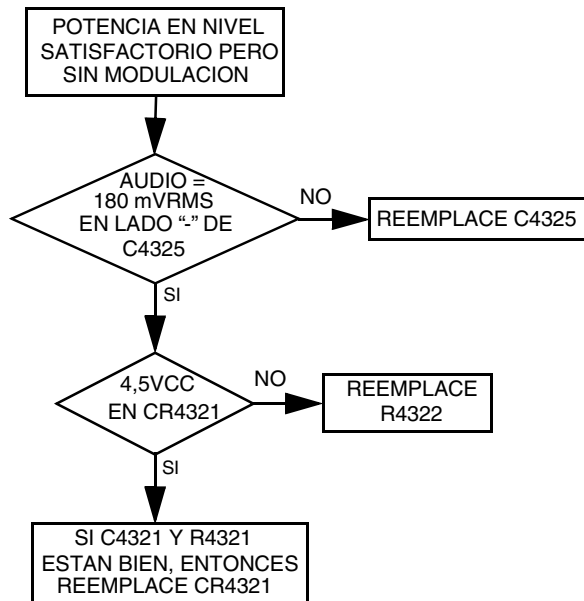 POTENCIA EN NIVEL
SATISFACTORIO PERO
SIN MODULACION
AUDIO =
180 mVRMS
EN LADO “-” DE
C4325
NO
REEMPLACE C4325
SI
4,5VCC
EN CR4321
NO
REEMPLACE
R4322
SI
SI C4321 Y R4321
ESTAN BIEN, ENTONCES
REEMPLACE CR4321